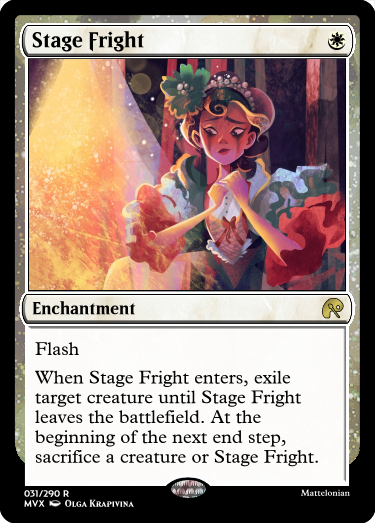 Stage Fright
Enchantment
Flash
When Stage Fright enters, exile
target creature until Stage Fright
leaves the battlefield. At the
beginning of the next end step,
sacrifice a creature or Stage Fright.
031/290 R
Mattelonian
MVX Olga Krapivina